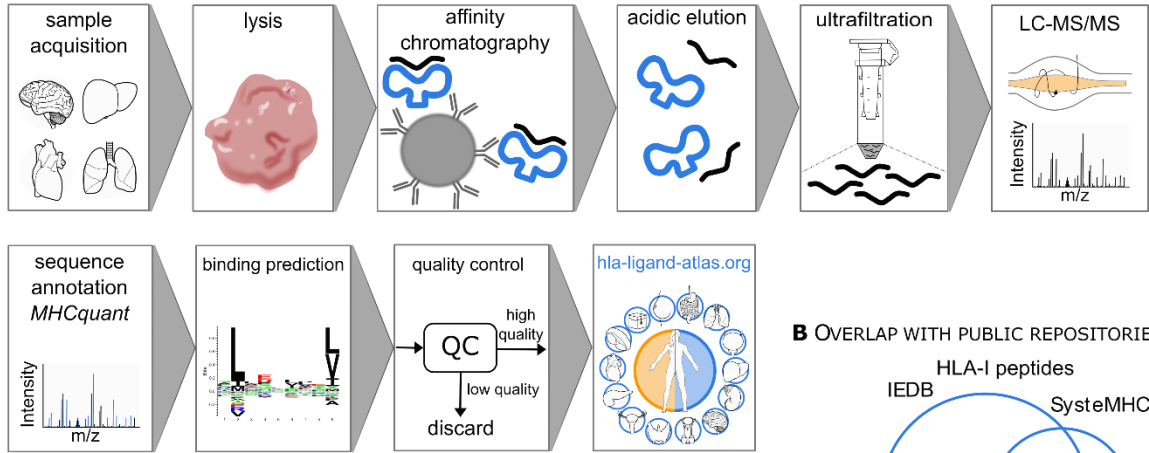 sample
acquisition
lysis
affinity
chromatography
acidic elution
ultrafiltration
LC-MS/MS
Intensity
m/z
sequence
annotation
MHCquant
Intensity
m/z
binding prediction
L
L
V
quality control
QC
high
quality
low quality
discard
hla-ligand-atlas.org
B OVERLAP WITH PUBLIC REPOSITORIE
HLA-I peptides
IEDB
SysteMHC